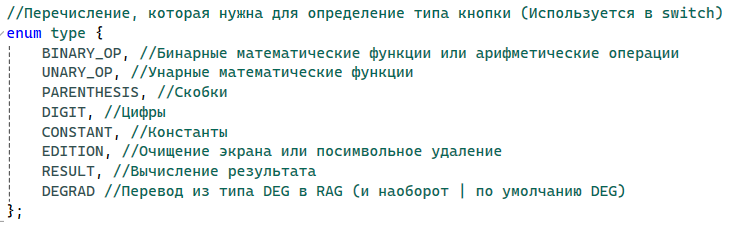 //Перечисление, которая нужна для определение типа кнопки (Используется в switch)
enum type {
BINARY_OP, //Бинарные математические функции или арифметические операции
UNARY_OP, //Унарные математические функции
PARENTHESIS, //Скобки
DIGIT, //Цифры
CONSTANT, //Константы
EDITION, //Очищение экрана или посимвольное удаление
RESULT, //Вычисление результата
DEGRAD //Перевод из типа DEG в RAG (и наоборот | по умолчанию DEG)
};